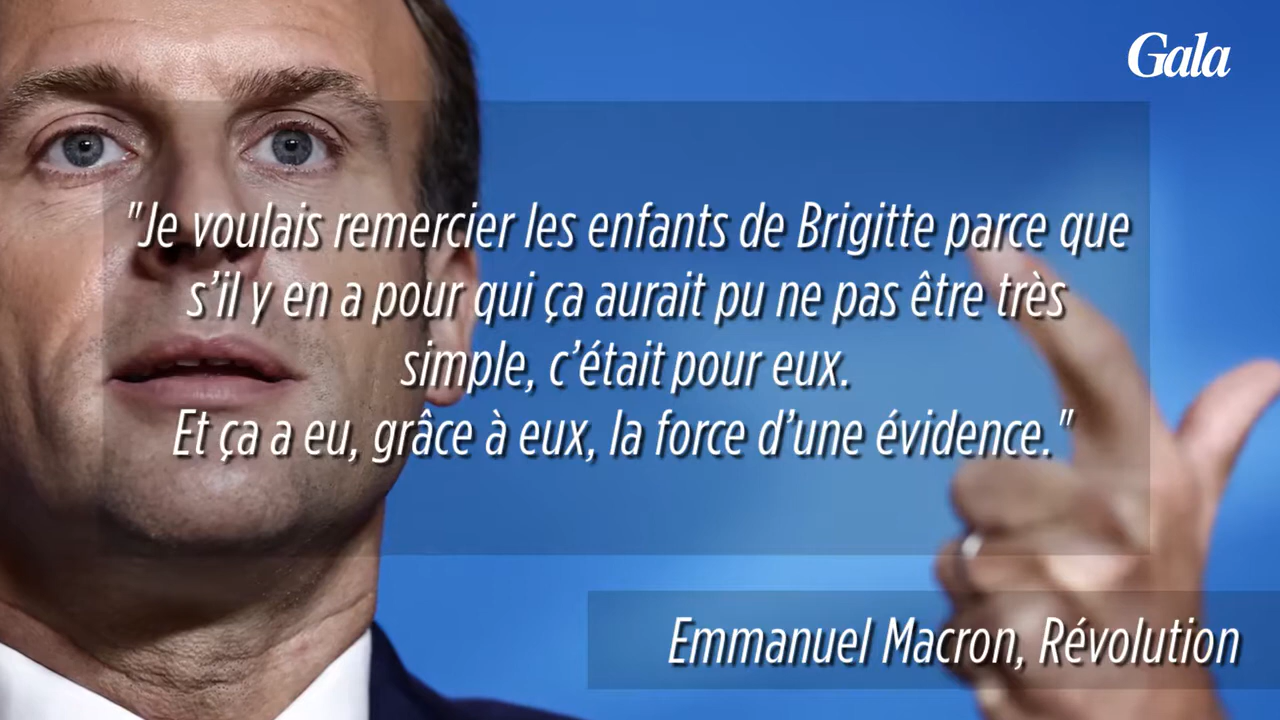 Gala
"Je voulais remercier les enfants de Brigitte parce que
s’il y en a pour qui ça aurait pu ne pas être très
simple, c’était pour eux.
Et ça a eu, grâce à eux, la force d’une évidence."
Emmanuel Macron, Révolution